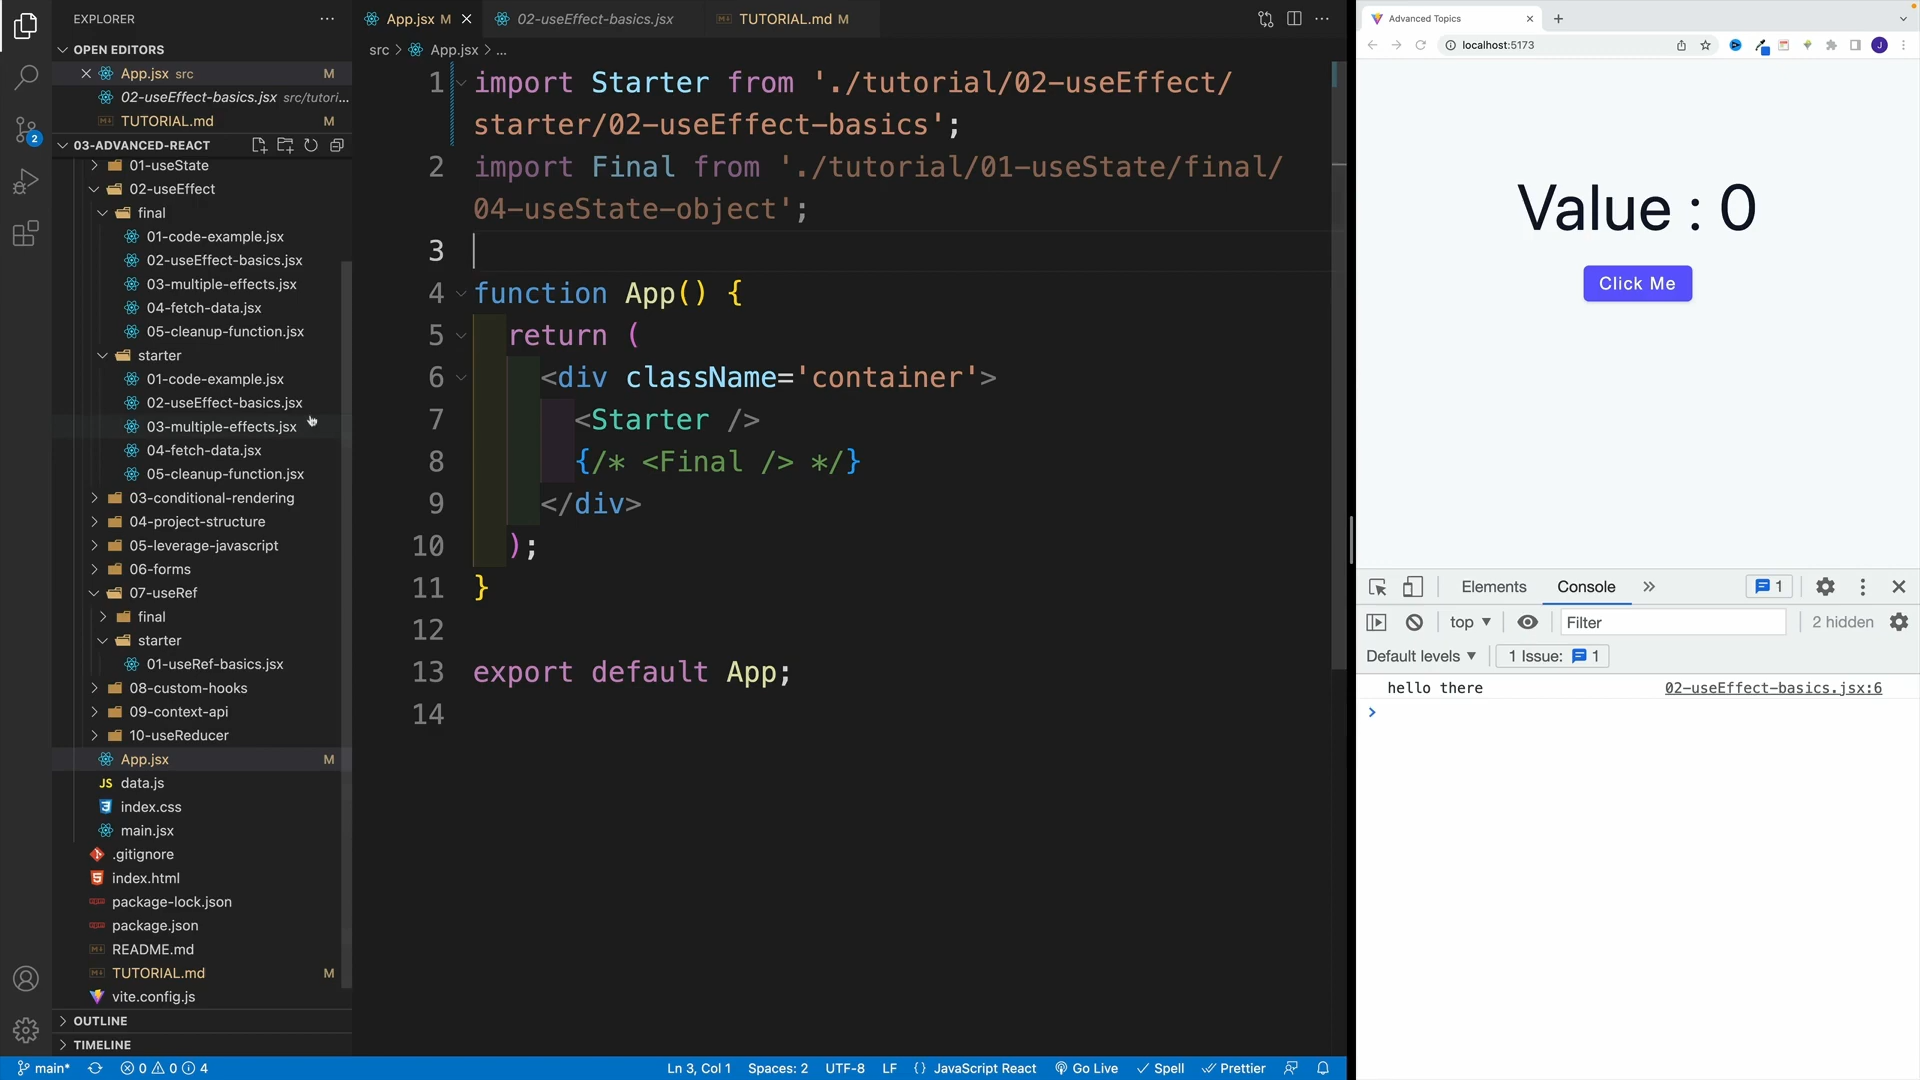 EXPLORER
OPEN EDITORS
App.jsx src M
02-useEffect-basics.jsx src/tutori...
TUTORIAL.md M
03-ADVANCED-REACT
01-useState
02-useEffect
final
01-code-example.jsx
02-useEffect-basics.jsx
03-multiple-effects.jsx
04-fetch-data.jsx
05-cleanup-function.jsx
starter
01-code-example.jsx
02-useEffect-basics.jsx
03-multiple-effects.jsx
04-fetch-data.jsx
05-cleanup-function.jsx
03-conditional-rendering
04-project-structure
05-leverage-javascript
06-forms
07-useRef
final
starter
01-useRef-basics.jsx
08-custom-hooks
09-context-api
10-useReducer
App.jsx M
JS data.js
index.css
main.jsx
.gitignore
index.html
package-lock.json
package.json
README.md
TUTORIAL.md M
vite.config.js
OUTLINE
TIMELINE
2
App.jsx M
02-useEffect-basics.jsx
TUTORIAL.md M
src > App.jsx > ...
1 import Starter from './tutorial/02-useEffect/
starter/02-useEffect-basics';
2 import Final from './tutorial/01-useState/final/
04-useState-object';
3
4 function App() {
5 return (
6 <div className='container'>
7 <Starter />
8 {/* <Final /> */}
9 </div>
10 );
11 }
12
13 export default App;
14
main* 0 0 4 Ln 3, Col 1 Spaces: 2 UTF-8 LF {} JavaScript React Go Live Spell Prettier
Advanced Topics
localhost:5173
J
Value : 0
Click Me
Elements Console 1
top Filter 2 hidden
Default levels 1 Issue: 1
hello there 02-useEffect-basics.jsx:6